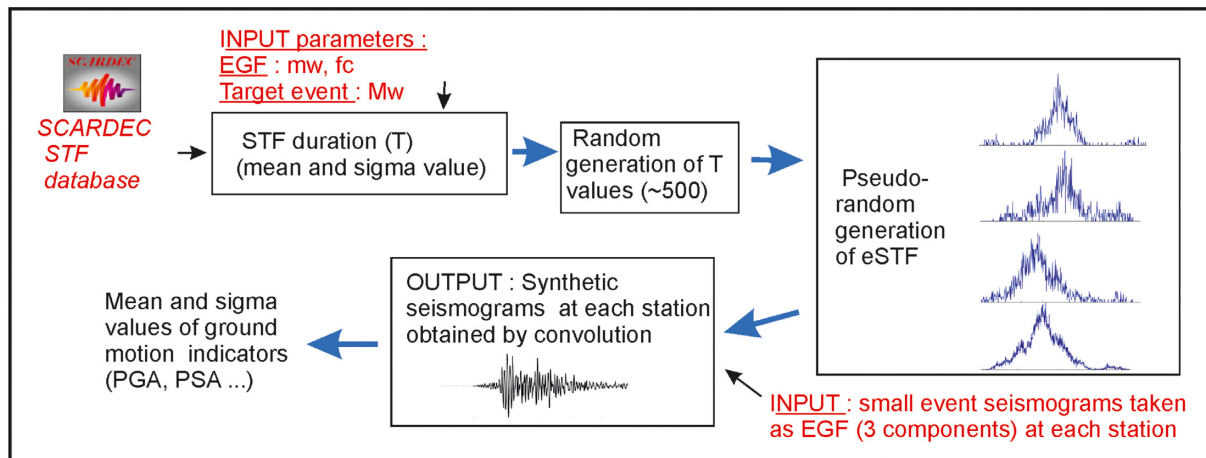 SCARDEC
SCARDEC
STF
database
INPUT parameters :
EGF : mw, fc
Target event : Mw
STF duration (T)
(mean and sigma value)
Random
generation of T
values (~500)
Pseudo-
random
generation
of eSTF
OUTPUT : Synthetic
seismograms at each station
obtained by convolution
INPUT : small event seismograms taken
as EGF (3 components) at each station
Mean and sigma
values of ground
motion indicators
(PGA, PSA ...)